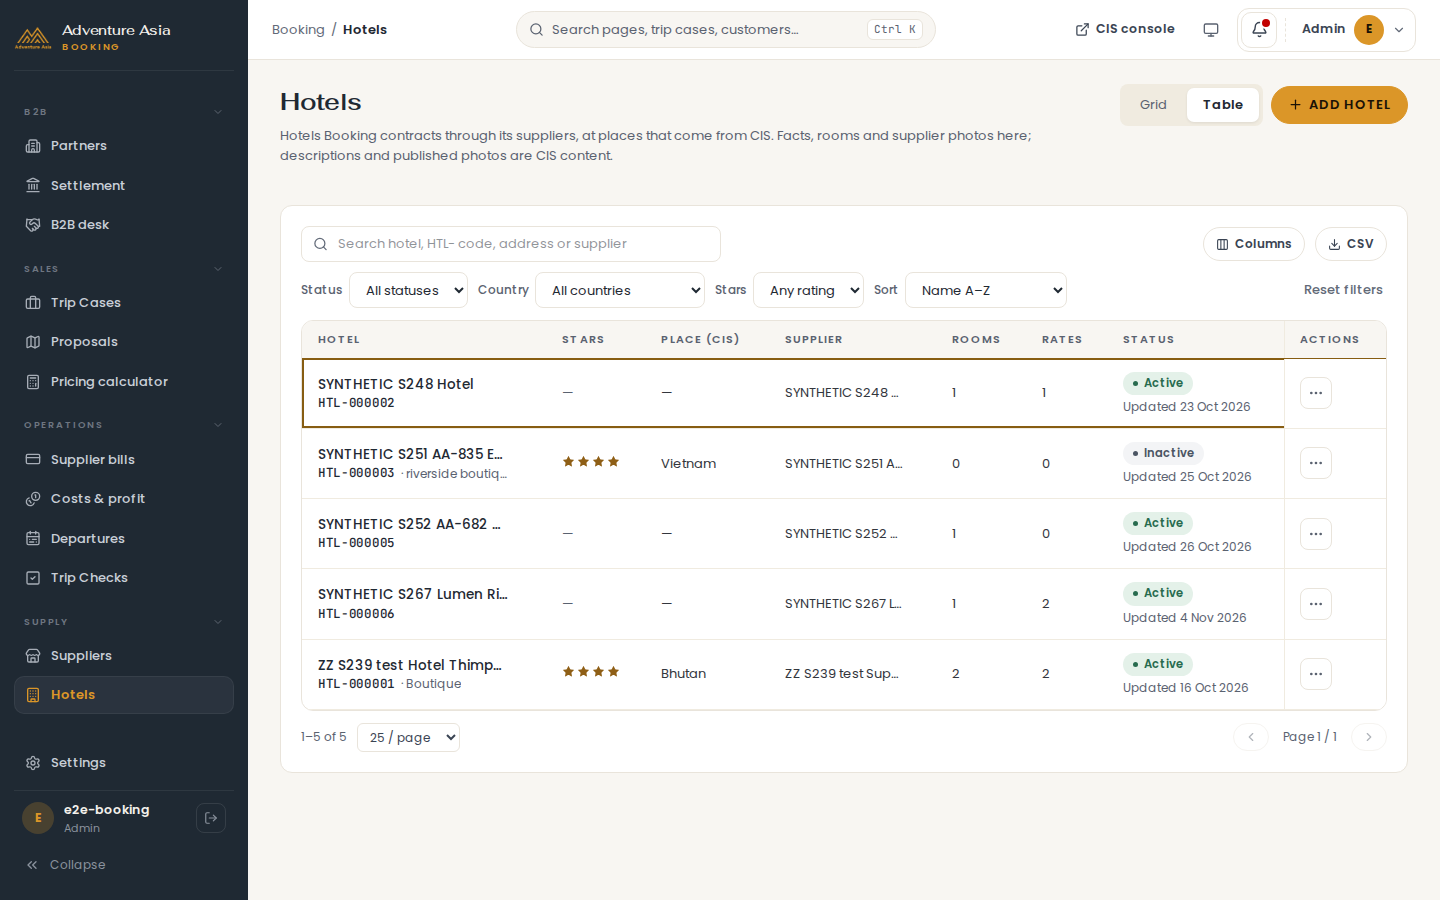 Adventure Asia
BOOKING
Adventure Asia
B2B
Partners
Settlement
B2B desk
SALES
Trip Cases
Proposals
Pricing calculator
OPERATIONS
Supplier bills
Costs & profit
Departures
Trip Checks
SUPPLY
Suppliers
Hotels
Settings
E
e2e-booking
Admin
Collapse
Booking / Hotels
Search pages, trip cases, customers...
Ctrl K
CIS console
Admin
E
Hotels
Hotels Booking contracts through its suppliers, at places that come from CIS. Facts, rooms and supplier photos here;
descriptions and published photos are CIS content.
Grid
Table
+ ADD HOTEL
Search hotel, HTL- code, address or supplier
Columns
CSV
Status All statuses Country All countries Stars Any rating Sort Name A–Z Reset filters
HOTEL STARS PLACE (CIS) SUPPLIER ROOMS RATES STATUS ACTIONS
SYNTHETIC S248 Hotel
HTL-000002
— — SYNTHETIC S248 ... 1 1
Active
Updated 23 Oct 2026
SYNTHETIC S251 AA-835 E...
HTL-000003 · riverside boutiq...
★★★★ Vietnam SYNTHETIC S251 A... 0 0
Inactive
Updated 25 Oct 2026
SYNTHETIC S252 AA-682 ...
HTL-000005
— — SYNTHETIC S252 ... 1 0
Active
Updated 26 Oct 2026
SYNTHETIC S267 Lumen Ri...
HTL-000006
— — SYNTHETIC S267 L... 1 2
Active
Updated 4 Nov 2026
ZZ S239 test Hotel Thimp...
HTL-000001 · Boutique
★★★★ Bhutan ZZ S239 test Sup... 2 2
Active
Updated 16 Oct 2026
1–5 of 5
25 / page
Page 1 / 1